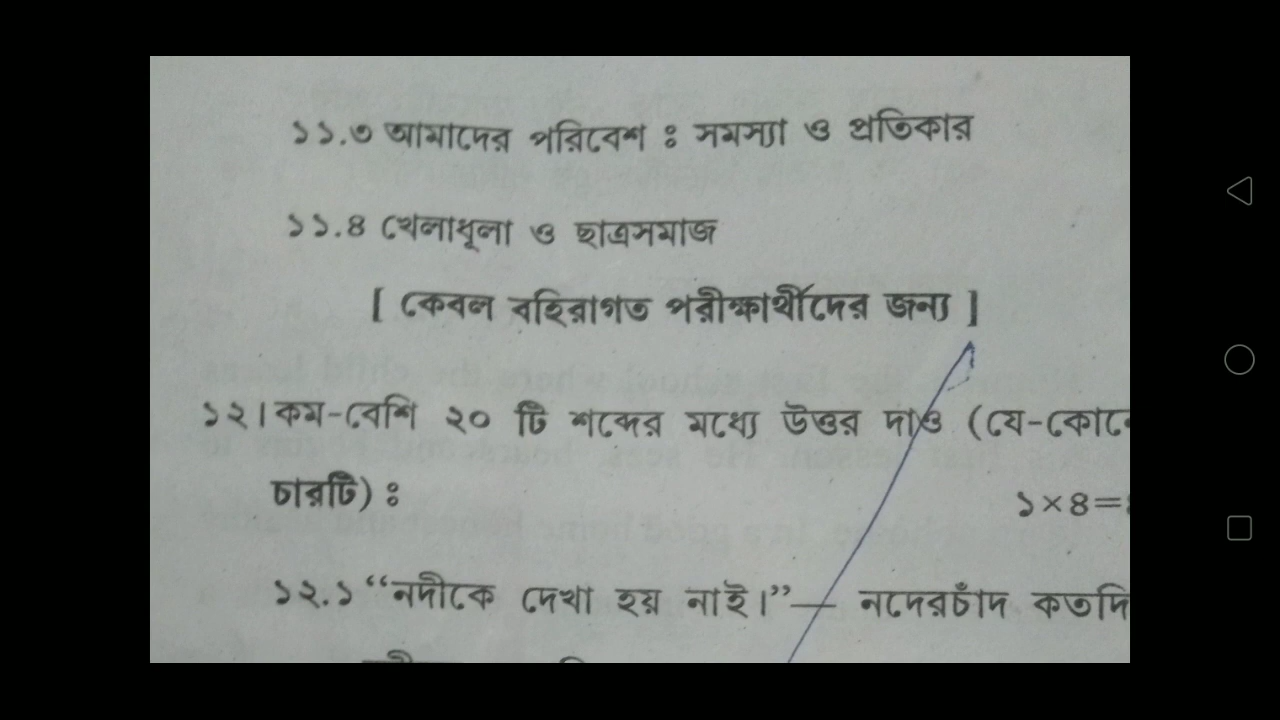 ১১.৩ আমাদের পরিবেশ : সমস্যা ও প্রতিকার
১১.৪ খেলাধূলা ও ছাত্রসমাজ
[ কেবল বহিরাগত পরীক্ষার্থীদের জন্য ]
১২। কম-বেশি ২০ টি শব্দের মধ্যে উত্তর দাও (যে-কোনো
চারটি) : ১×৪=
১২.১ “নদীকে দেখা হয় নাই।”— নদেরচাঁদ